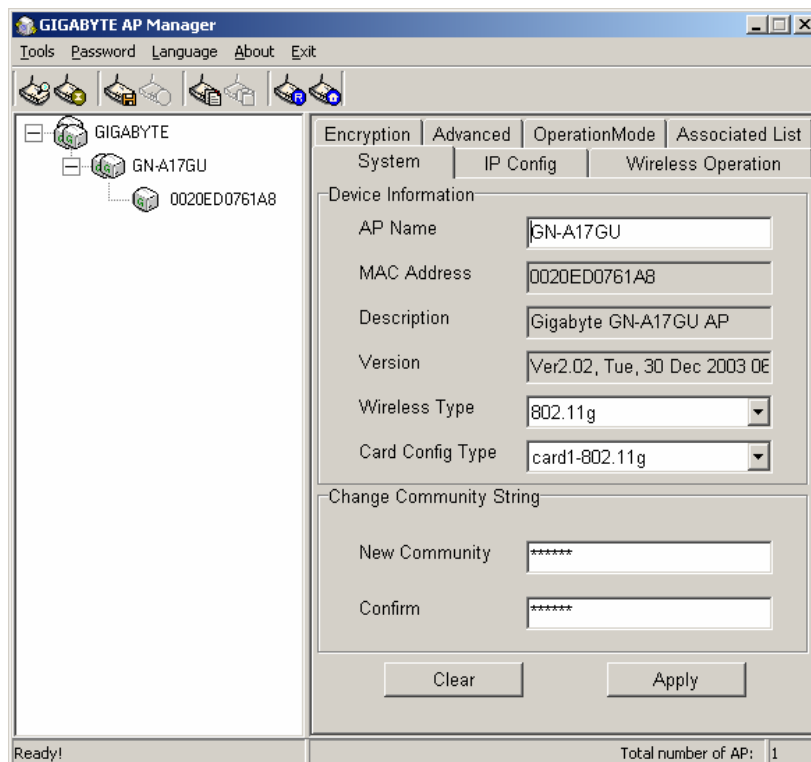 GIGABYTE AP Manager
Tools Password Language About Exit
GIGABYTE
GN-A17GU
0020ED0761A8
Encryption Advanced OperationMode Associated List
System IP Config Wireless Operation
Device Information
AP Name GN-A17GU
MAC Address 0020ED0761A8
Description Gigabyte GN-A17GU AP
Version Ver2.02, Tue, 30 Dec 2003 06
Wireless Type 802.11g
Card Config Type card1-802.11g
Change Community String
New Community ******
Confirm ******
Clear Apply
Ready! Total number of AP: 1